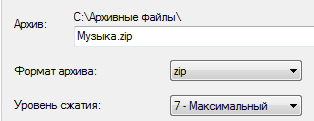 C:\Архивные файлы\
Архив:
Музыка.zip
Формат архива:
zip
Уровень сжатия:
7 - Максимальный